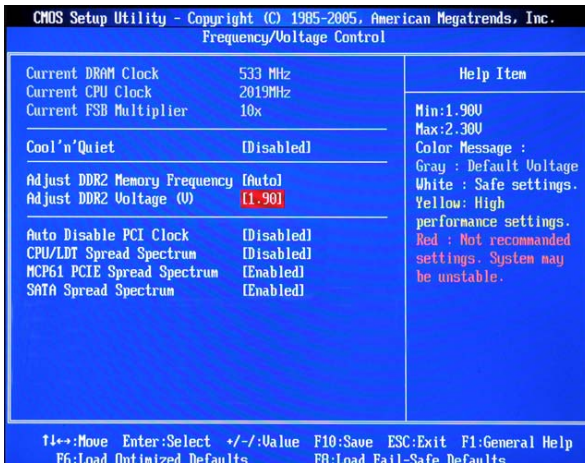 CMOS Setup Utility - Copyright (C) 1985-2005, American Megatrends, Inc.
Frequency/Voltage Control
Current DRAM Clock 533 MHz
Current CPU Clock 2019MHz
Current FSB Multiplier 10x
Cool'n'Quiet [Disabled]
Adjust DDR2 Memory Frequency [Auto]
Adjust DDR2 Voltage (V) [1.90]
Auto Disable PCI Clock [Disabled]
CPU/LDT Spread Spectrum [Disabled]
MCP61 PCIE Spread Spectrum [Enabled]
SATA Spread Spectrum [Enabled]
Help Item
Min:1.90V
Max:2.30V
Color Message :
Gray : Default Voltage
White : Safe settings.
Yellow: High
performance settings.
Red : Not recommanded
settings. System may
be unstable.
↑↓←→:Move Enter:Select +/-/:Value F10:Save ESC:Exit F1:General Help
F6:Load Optimized Defaults F8:Load Fail-Safe Defaults